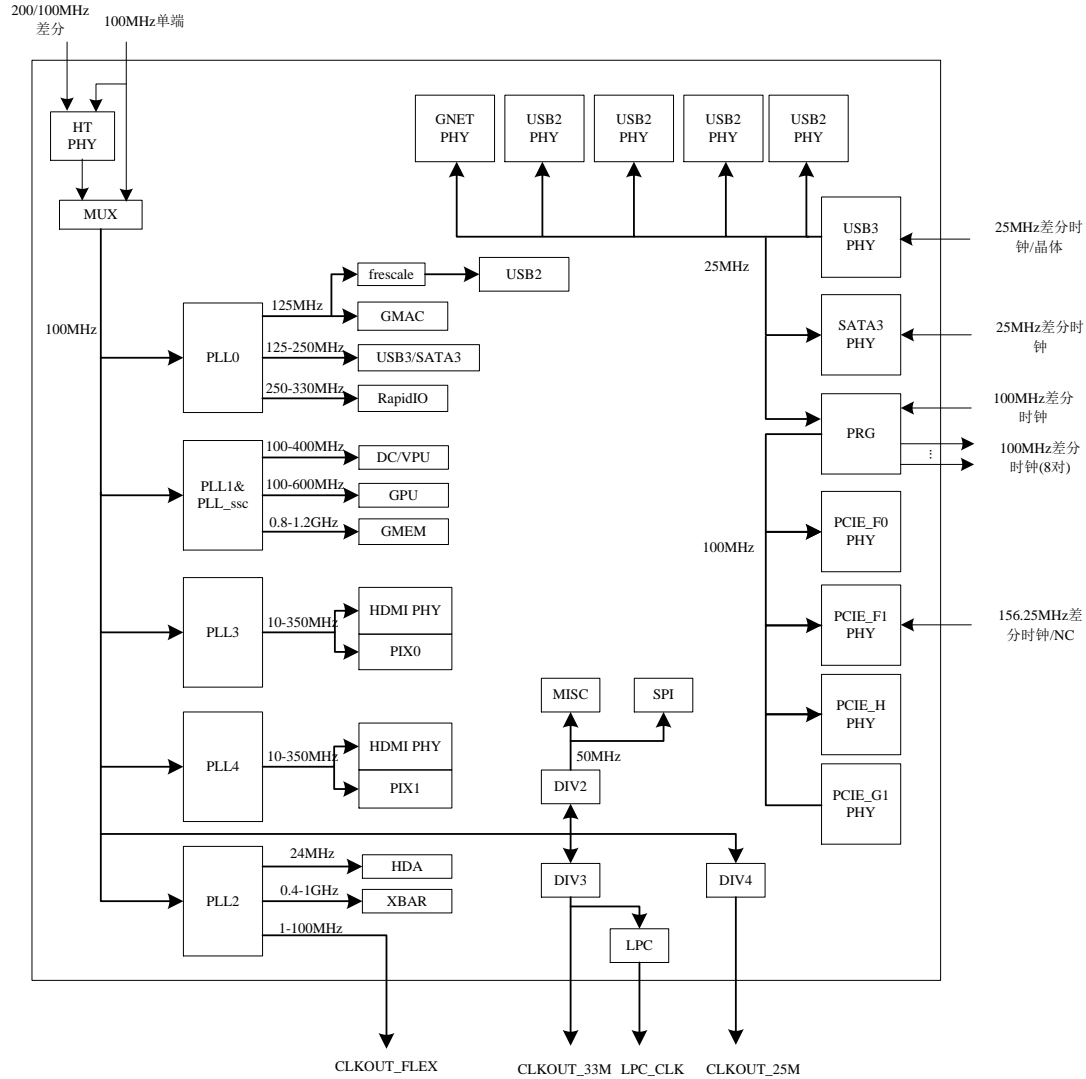 200/100MHz
差分
100MHz单端
HT
PHY
MUX
100MHz
GNET
PHY
USB2
PHY
USB2
PHY
USB2
PHY
USB2
PHY
USB3
PHY
25MHz差分时
钟/晶体
25MHz
SATA3
PHY
25MHz差分时
钟
PRG
100MHz差分
时钟
100MHz差分
时钟(8对)
...
PLL0
125MHz
frescale
USB2
GMAC
125-250MHz
USB3/SATA3
250-330MHz
RapidIO
PLL1&
PLL_ssc
100-400MHz
DC/VPU
100-600MHz
GPU
0.8-1.2GHz
GMEM
100MHz
PCIE_F0
PHY
PCIE_F1
PHY
156.25MHz差
分时钟/NC
PCIE_H
PHY
PCIE_G1
PHY
PLL3
10-350MHz
HDMI PHY
PIX0
PLL4
10-350MHz
HDMI PHY
PIX1
MISC
SPI
50MHz
DIV2
DIV3
DIV4
LPC
PLL2
24MHz
HDA
0.4-1GHz
XBAR
1-100MHz
CLKOUT_FLEX
CLKOUT_33M
LPC_CLK
CLKOUT_25M